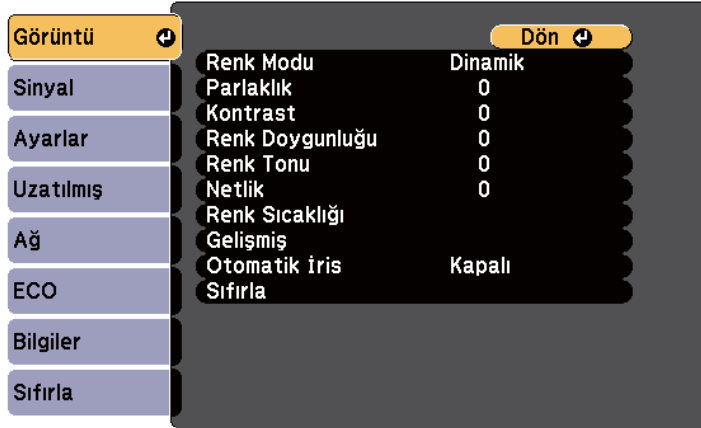 Görüntü
Sinyal
Ayarlar
Uzatılmış
Ağ
ECO
Bilgiler
Sıfırla
Dön
Renk Modu Dinamik
Parlaklık 0
Kontrast 0
Renk Doygunluğu 0
Renk Tonu 0
Netlik 0
Renk Sıcaklığı
Gelişmiş
Otomatik İris Kapalı
Sıfırla